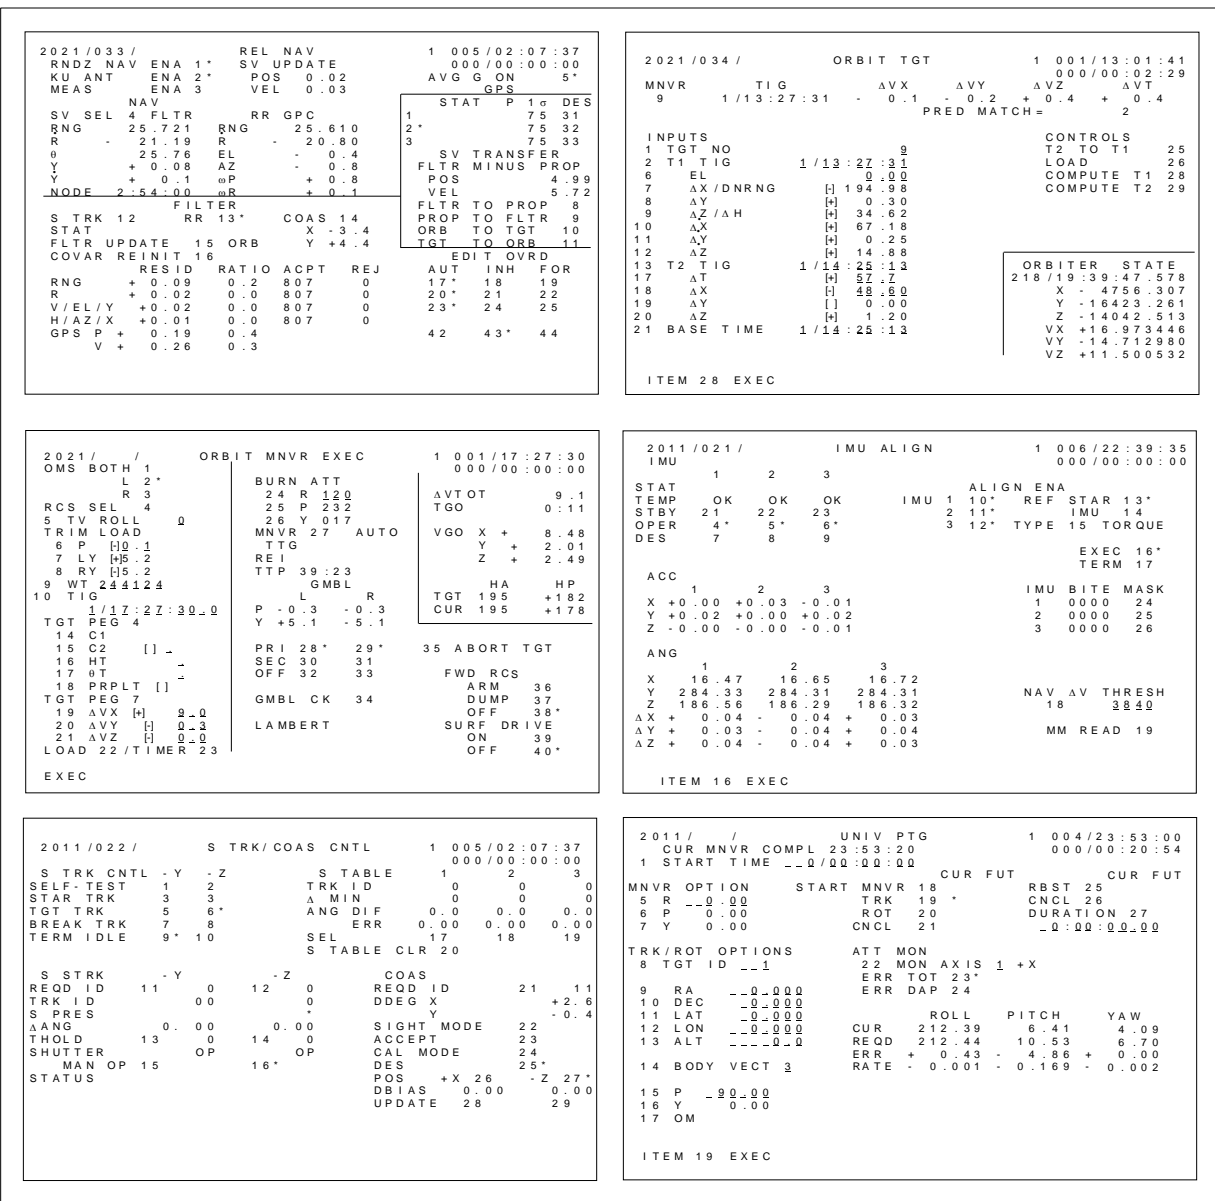 2021/033/ REL NAV 1 005/02:07:37
RNDZ NAV ENA 1* SV UPDATE 000/00:00:00
KU ANT ENA 2* POS 0.02 AVG G ON 5*
MEAS ENA 3 VEL 0.03 GPS
NAV STAT P 1σ DES
SV SEL 4 FLTR RR GPC 1 75 31
RNG 25.721 RNG 25.610 2* 75 32
Ṙ - 21.19 Ṙ - 20.80 3 75 33
θ 25.76 EL - 0.4 SV TRANSFER
Y + 0.08 AZ - 0.8 FLTR MINUS PROP
Ẏ + 0.1 ωP + 0.8 POS 4.99
NODE 2:54:00 ωR + 0.1 VEL 5.72
FILTER FLTR TO PROP 8
S TRK 12 RR 13* COAS 14 PROP TO FLTR 9
STAT X -3.4 ORB TO TGT 10
FLTR UPDATE 15 ORB Y +4.4 TGT TO ORB 11
COVAR REINIT 16 EDIT OVRD
RESID RATIO ACPT REJ AUT INH FOR
RNG + 0.09 0.2 807 0 17* 18 19
R + 0.02 0.0 807 0 20* 21 22
V/EL/Y +0.02 0.0 807 0 23* 24 25
H/AZ/X +0.01 0.0 807 0
GPS P + 0.19 0.4 42 43* 44
V + 0.26 0.3
2021/034/ ORBIT TGT 1 001/13:01:41
000/00:02:29
MNVR TIG ΔVX ΔVY ΔVZ ΔVT
9 1/13:27:31 - 0.1 - 0.2 + 0.4 + 0.4
PRED MATCH= 2
INPUTS CONTROLS
1 TGT NO 9 T2 TO T1 25
2 T1 TIG 1/13:27:31 LOAD 26
6 EL 0.00 COMPUTE T1 28
7 ΔX/DNRNG [-] 194.98 COMPUTE T2 29
8 ΔY [+] 0.30
9 ΔZ/ΔH [+] 34.62
10 ΔẊ [+] 67.18
11 ΔẎ [+] 0.25
12 ΔŻ [+] 14.88
13 T2 TIG 1/14:25:13 ORBITER STATE
17 ΔT [+] 57.7 218/19:39:47.578
18 ΔX [-] 48.60 X - 4756.307
19 ΔY [ ] 0.00 Y -16423.261
20 ΔZ [+] 1.20 Z -14042.513
21 BASE TIME 1/14:25:13 VX +16.973446
VY -14.712980
VZ +11.500532
ITEM 28 EXEC
2021/ / ORBIT MNVR EXEC 1 001/17:27:30
OMS BOTH 1 000/00:00:00
L 2* BURN ATT
R 3 24 R 120 ΔVTOT 9.1
RCS SEL 4 25 P 232 TGO 0:11
5 TV ROLL 0 26 Y 017
TRIM LOAD MNVR 27 AUTO VGO X + 8.48
6 P [-]0.1 TTG Y + 2.01
7 LY [+]5.2 REI Z + 2.49
8 RY [-]5.2 TTP 39:23
9 WT 244124 GMBL HA HP
10 TIG L R TGT 195 +182
1/17:27:30.0 P -0.3 -0.3 CUR 195 +178
TGT PEG 4 Y +5.1 -5.1
14 C1
15 C2 [] . PRI 28* 29* 35 ABORT TGT
16 HT . SEC 30 31
17 θT . OFF 32 33 FWD RCS
18 PRPLT [] ARM 36
TGT PEG 7 GMBL CK 34 DUMP 37
19 ΔVX [+] 9.0 OFF 38*
20 ΔVY [-] 0.3 LAMBERT SURF DRIVE
21 ΔVZ [-] 0.0 ON 39
LOAD 22/TIMER 23 OFF 40*
EXEC
2011/021/ IMU ALIGN 1 006/22:39:35
IMU 000/00:00:00
1 2 3
STAT ALIGN ENA
TEMP OK OK OK IMU 1 10* REF STAR 13*
STBY 21 22 23 2 11* IMU 14
OPER 4* 5* 6* 3 12* TYPE 15 TORQUE
DES 7 8 9
EXEC 16*
TERM 17
ACC
1 2 3 IMU BITE MASK
X +0.00 +0.03 -0.01 1 0000 24
Y +0.02 +0.00 +0.02 2 0000 25
Z -0.00 -0.00 -0.01 3 0000 26
ANG
1 2 3
X 16.47 16.65 16.72
Y 284.33 284.31 284.31 NAV ΔV THRESH
Z 186.56 186.29 186.32 18 3840
ΔX + 0.04 - 0.04 + 0.03
ΔY + 0.03 - 0.04 + 0.04 MM READ 19
ΔZ + 0.04 - 0.04 + 0.03
ITEM 16 EXEC
2011/022/ S TRK/COAS CNTL 1 005/02:07:37
000/00:00:00
S TRK CNTL -Y -Z S TABLE 1 2 3
SELF-TEST 1 2 TRK ID 0 0 0
STAR TRK 3 3 Δ MIN 0 0 0
TGT TRK 5 6* ANG DIF 0.0 0.0 0.0
BREAK TRK 7 8 ERR 0.00 0.00 0.00
TERM IDLE 9* 10 SEL 17 18 19
S TABLE CLR 20
S STRK -Y -Z COAS
REQD ID 11 0 12 0 REQD ID 21 11
TRK ID 00 0 DDEG X +2.6
S PRES * Y -0.4
ΔANG 0. 00 0.00 SIGHT MODE 22
THOLD 13 0 14 0 ACCEPT 23
SHUTTER OP OP CAL MODE 24
MAN OP 15 16* DES 25*
STATUS POS +X 26 -Z 27*
DBIAS 0.00 0.00
UPDATE 28 29
2011/ / UNIV PTG 1 004/23:53:00
CUR MNVR COMPL 23:53:20 000/00:20:54
1 START TIME __0/00:00:00
CUR FUT CUR FUT
MNVR OPTION START MNVR 18 RBST 25
5 R __0.00 TRK 19 * CNCL 26
6 P 0.00 ROT 20 DURATION 27
7 Y 0.00 CNCL 21 _0:00:00.00
TRK/ROT OPTIONS ATT MON
8 TGT ID __1 22 MON AXIS 1 +X
ERR TOT 23*
9 RA __0.000 ERR DAP 24
10 DEC _0.000
11 LAT _0.000 ROLL PITCH YAW
12 LON __0.000 CUR 212.39 6.41 4.09
13 ALT ____0.0 REQD 212.44 10.53 6.70
ERR + 0.43 - 4.86 + 0.00
14 BODY VECT 3 RATE - 0.001 - 0.169 - 0.002
15 P _90.00
16 Y 0.00
17 OM
ITEM 19 EXEC